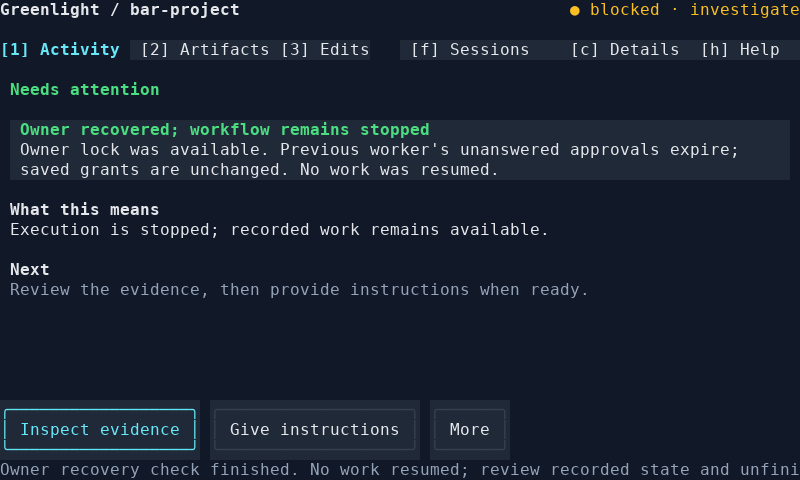 Greenlight / bar-project ● blocked · investigate
[1] Activity [2] Artifacts [3] Edits [f] Sessions [c] Details [h] Help
Needs attention
Owner recovered; workflow remains stopped
Owner lock was available. Previous worker's unanswered approvals expire;
saved grants are unchanged. No work was resumed.
What this means
Execution is stopped; recorded work remains available.
Next
Review the evidence, then provide instructions when ready.
Inspect evidence Give instructions More
Owner recovery check finished. No work resumed; review recorded state and unfini